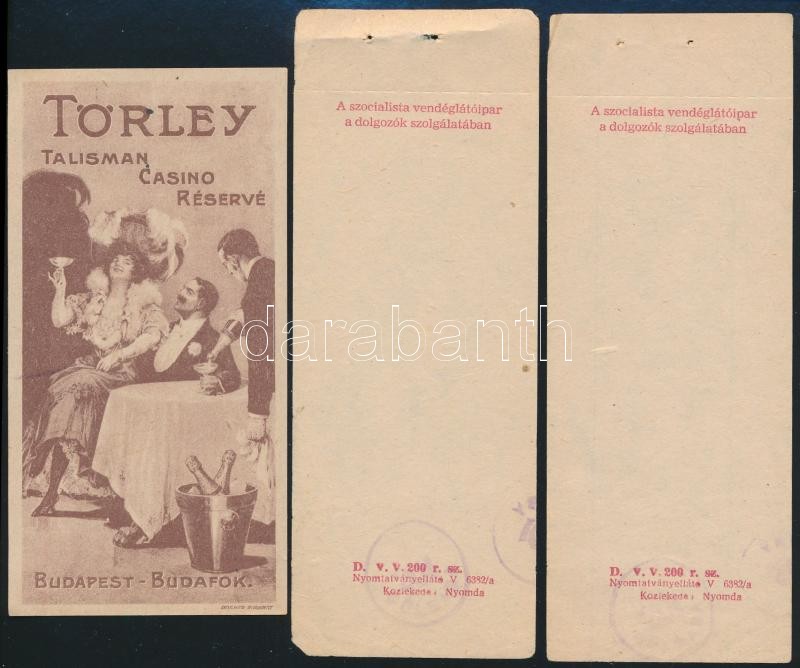 TÖRLEY
TALISMAN
CASINO
RÉSERVÉ
BUDAPEST - BUDAFOK.
A szocialista vendéglátóipar
a dolgozók szolgálatában
D. V. V. 200 r. sz.
Nyomtatványellátó V 6382/a
Közlekedési Nyomda
A szocialista vendéglátóipar
a dolgozók szolgálatában
D. V. V. 200 r. sz.
Nyomtatványellátó V 6382/a
Közlekedési Nyomda
darabanth